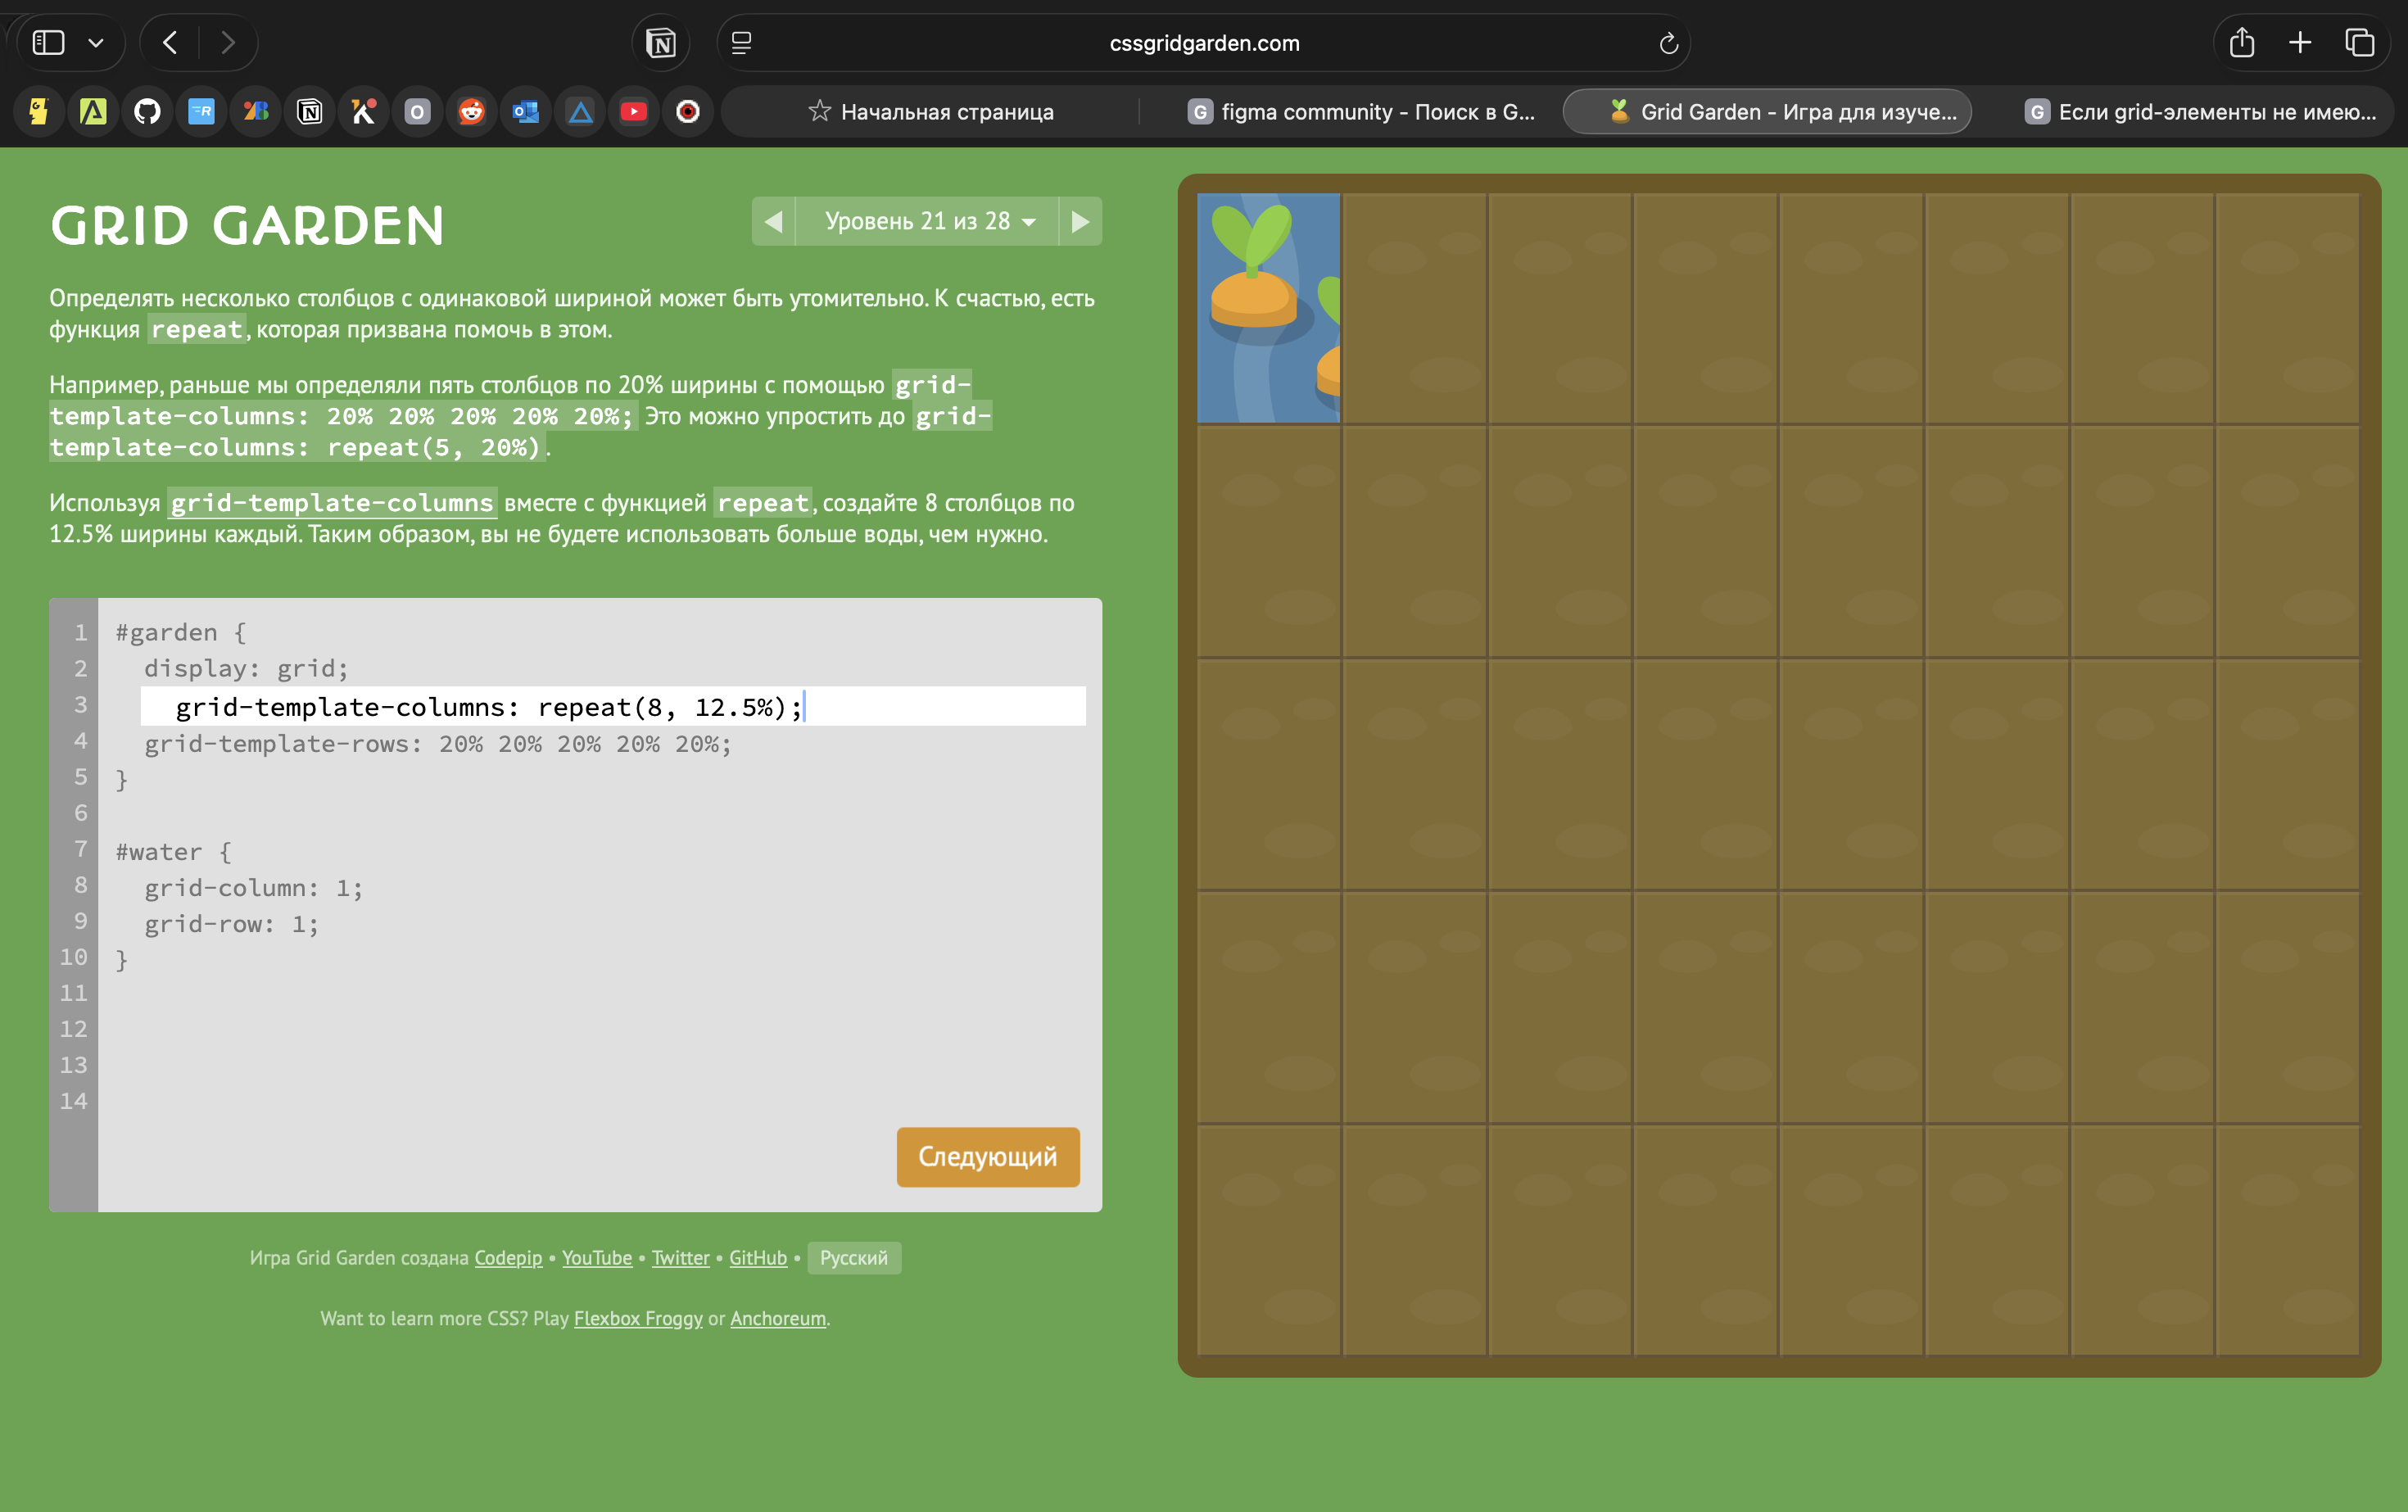 cssgridgarden.com
Начальная страница
figma community - Поиск в G...
Grid Garden - Игра для изуче...
Если grid-элементы не имею...
GRID GARDEN
Уровень 21 из 28
Определять несколько столбцов с одинаковой шириной может быть утомительно. К счастью, есть
функция repeat, которая призвана помочь в этом.
Например, раньше мы определяли пять столбцов по 20% ширины с помощью grid-
template-columns: 20% 20% 20% 20% 20%; Это можно упростить до grid-
template-columns: repeat(5, 20%).
Используя grid-template-columns вместе с функцией repeat, создайте 8 столбцов по
12.5% ширины каждый. Таким образом, вы не будете использовать больше воды, чем нужно.
1 #garden {
2 display: grid;
3 grid-template-columns: repeat(8, 12.5%);
4 grid-template-rows: 20% 20% 20% 20% 20%;
5 }
6
7 #water {
8 grid-column: 1;
9 grid-row: 1;
10 }
11
12
13
14
Следующий
Игра Grid Garden создана Codepip • YouTube • Twitter • GitHub • Русский
Want to learn more CSS? Play Flexbox Froggy or Anchoreum.